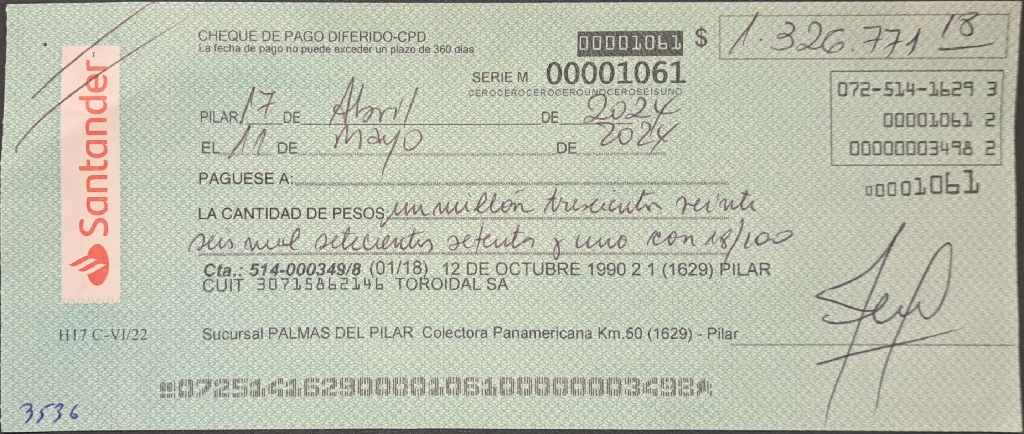 Santander
CHEQUE DE PAGO DIFERIDO-CPD
La fecha de pago no puede exceder un plazo de 360 días
00001061 $ 1.326.771 18
SERIE M 00001061
CEROCEROCEROCEROUNOCEROSEISUNO
072-514-1629 3
00001061 2
00000003498 2
00001061
PILAR 17 DE Abril DE 2024
EL 11 DE Mayo DE 2024
PAGUESE A:
LA CANTIDAD DE PESOS: un millon trescientos veinte
seis mil setecientos setenta y uno con 18/100
Cta.: 514-000349/8 (01/18) 12 DE OCTUBRE 1990 2 1 (1629) PILAR
CUIT 30715862146 TOROIDAL SA
H17 C-VI/22
Sucursal PALMAS DEL PILAR Colectora Panamericana Km.50 (1629) - Pilar
07251416290000106100000003498
3536